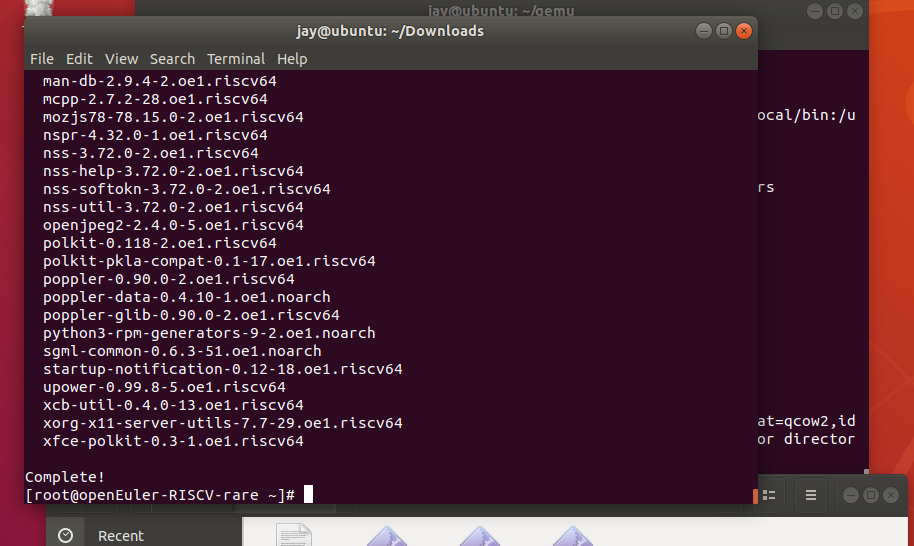 jay@ubuntu: ~/qemu
jay@ubuntu: ~/Downloads
File Edit View Search Terminal Help
man-db-2.9.4-2.oe1.riscv64
mcpp-2.7.2-28.oe1.riscv64
mozjs78-78.15.0-2.oe1.riscv64
nspr-4.32.0-1.oe1.riscv64
nss-3.72.0-2.oe1.riscv64
nss-help-3.72.0-2.oe1.riscv64
nss-softokn-3.72.0-2.oe1.riscv64
nss-util-3.72.0-2.oe1.riscv64
openjpeg2-2.4.0-5.oe1.riscv64
polkit-0.118-2.oe1.riscv64
polkit-pkla-compat-0.1-17.oe1.riscv64
poppler-0.90.0-2.oe1.riscv64
poppler-data-0.4.10-1.oe1.noarch
poppler-glib-0.90.0-2.oe1.riscv64
python3-rpm-generators-9-2.oe1.noarch
sgml-common-0.6.3-51.oe1.noarch
startup-notification-0.12-18.oe1.riscv64
upower-0.99.8-5.oe1.riscv64
xcb-util-0.4.0-13.oe1.riscv64
xorg-x11-server-utils-7.7-29.oe1.riscv64
xfce-polkit-0.3-1.oe1.riscv64
Complete!
[root@openEuler-RISCV-rare ~]#
ocal/bin:/u
rs
at=qcow2,id
or director
Recent